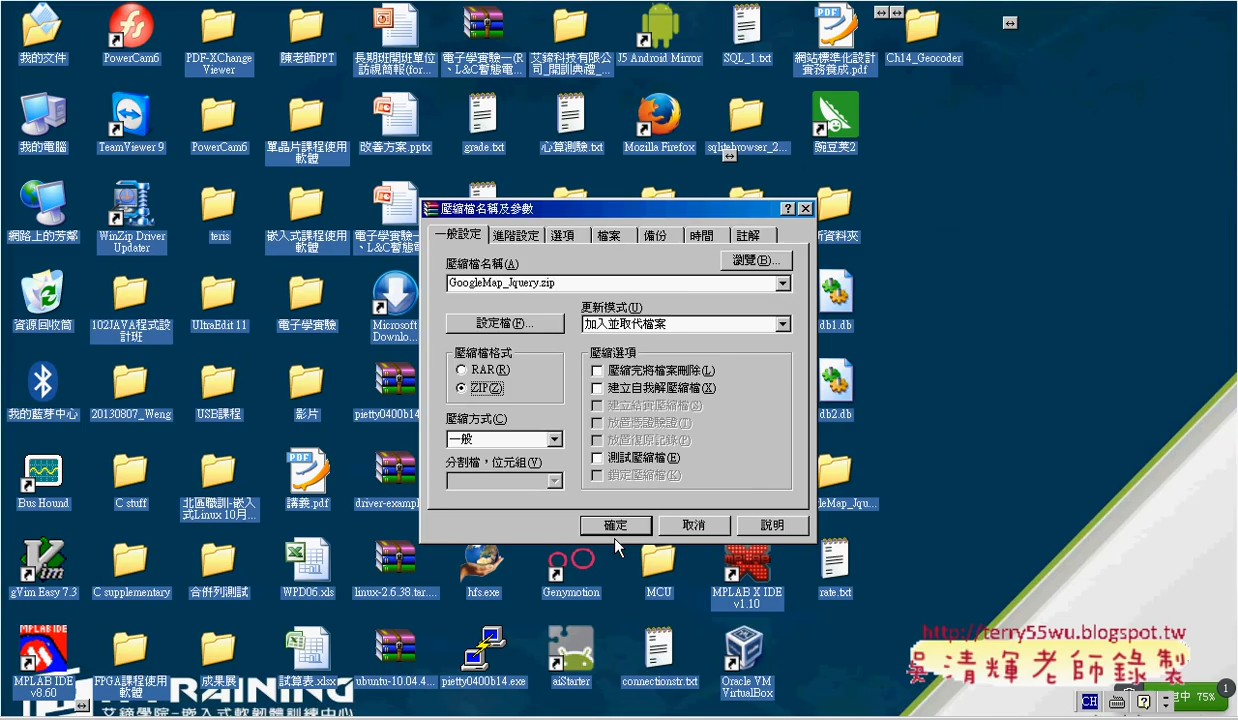 我的文件
PowerCam6
PDF-XChange
Viewer
陳老師PPT
長期班開班單位
訪視簡報(for...
電子學實驗一(R
、L&C暫態電...
艾鍗科技有限公
司_開訓典禮_...
J5 Android Mirror
SQL_1.txt
網站標準化設計
實務養成.pdf
Ch14_Geocoder
我的電腦
TeamViewer 9
PowerCam6
單晶片課程使用
軟體
改善方案.pptx
grade.txt
心算測驗.txt
Mozilla Firefox
sqlitebrowser_2...
豌豆莢2
網路上的芳鄰
WinZip Driver
Updater
teris
嵌入式課程使用
軟體
電子學實驗一
、L&C暫態
新資料夾
資源回收筒
102JAVA程式設
計班
UltraEdit 11
電子學實驗
Microsoft
Downlo...
db1.db
我的藍芽中心
20130807_Weng
USB課程
影片
pietty0400b14
db2.db
Bus Hound
C stuff
北區職訓-嵌入
式Linux 10月...
講義.pdf
driver-exampl
gleMap_Jqu...
壓縮檔名稱及參數
一般設定
進階設定
選項
檔案
備份
時間
註解
壓縮檔名稱(A)
瀏覽(B)...
GoogleMap_Jquery.zip
更新模式(U)
設定檔(F)...
加入並取代檔案
壓縮檔格式
RAR(R)
ZIP(Z)
壓縮選項
壓縮完將檔案刪除(L)
建立自我解壓縮檔(X)
建立結實壓縮檔(S)
放置憑證驗證(I)
放置復原記錄(P)
測試壓縮檔(E)
鎖定壓縮檔(K)
壓縮方式(C)
一般
分割檔，位元組(V)
確定
取消
說明
gVim Easy 7.3
C supplementary
合併列測試
WPD06.xls
linux-2.6.38.tar....
hfs.exe
Genymotion
MCU
MPLAB X IDE
v1.10
rate.txt
MPLAB IDE
v8.60
FPGA課程使用
軟體
成果展
試算表.xlsx
ubuntu-10.04.4...
pietty0400b14.exe
aiStarter
connectionstr.txt
Oracle VM
VirtualBox
TRAINING
艾鍗學院-嵌入式軟韌體訓練中心
http://terry55wu.blogspot.tw
吳清輝老師錄製
CH
中 75%
1